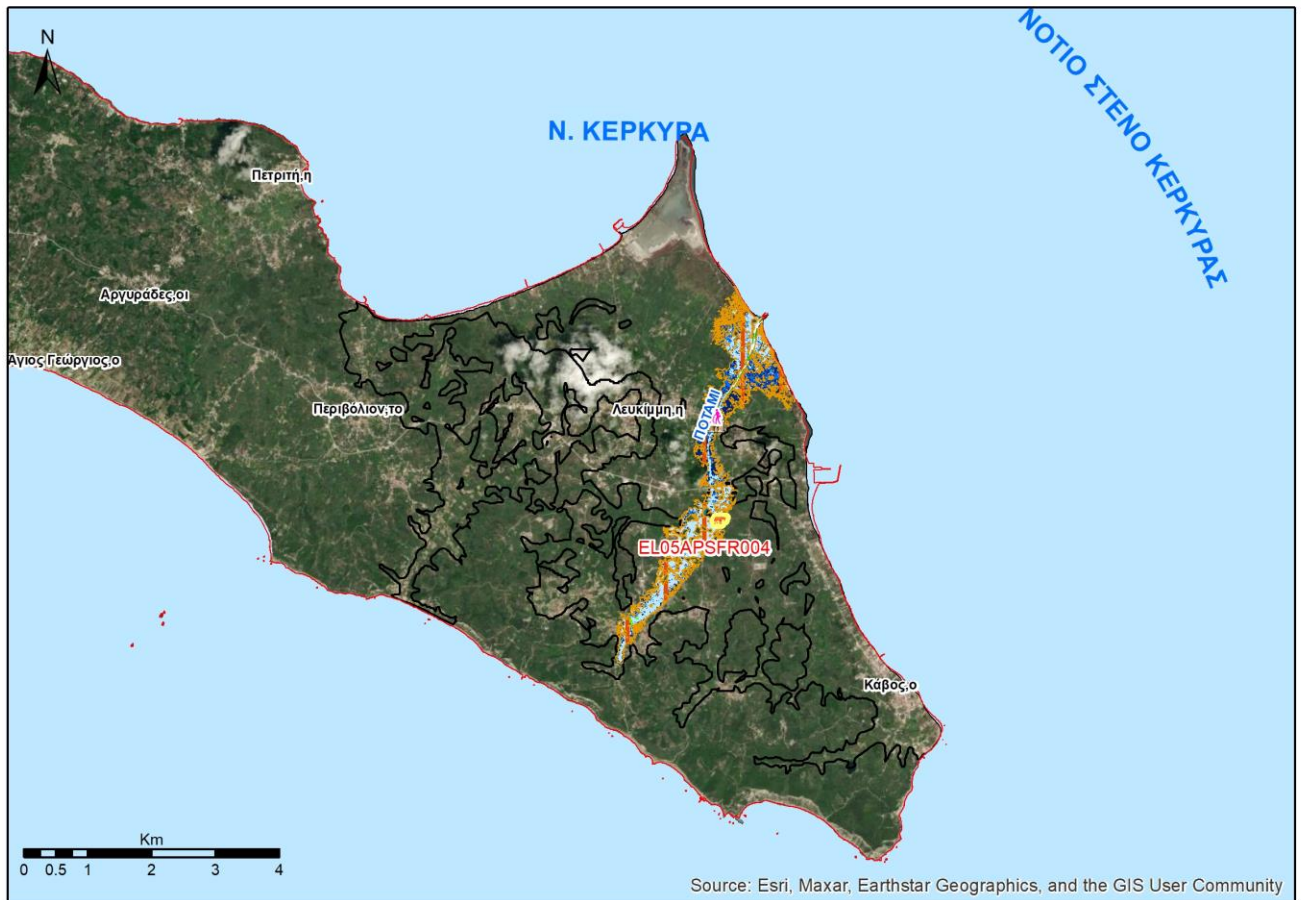 N
ΝΟΤΙΟ ΣΤΕΝΟ ΚΕΡΚΥΡΑΣ
Ν. ΚΕΡΚΥΡΑ
Πετριτή,η
Αργυράδες,οι
Άγιος Γεώργιος,ο
Περιβόλιον,το
Λευκίμμη,η
ΠΟΤΑΜΙ
EL05APSFR004
Κάβος,ο
Km
0 0.5 1 2 3 4
Source: Esri, Maxar, Earthstar Geographics, and the GIS User Community